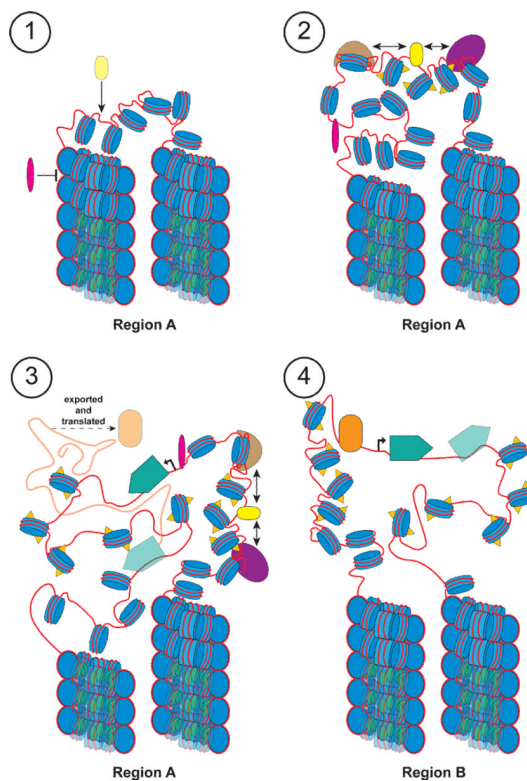 1
2
Region A
Region A
3
4
exported
and
translated
Region A
Region B